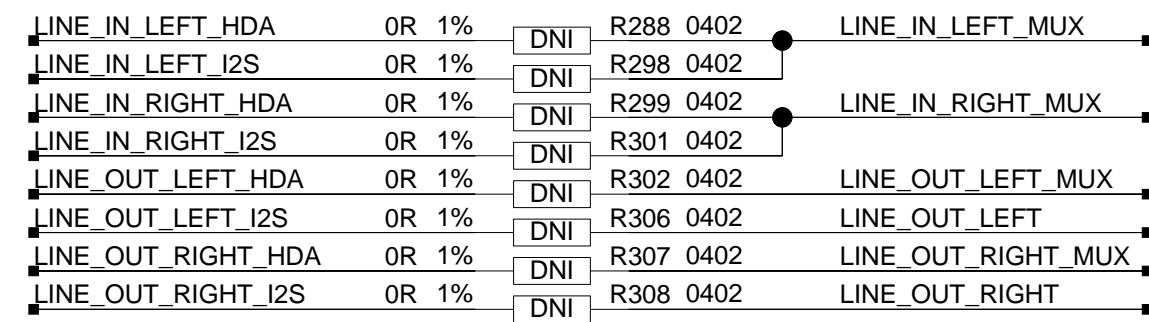 LINE_IN_LEFT_HDA 0R 1% DNI R288 0402 LINE_IN_LEFT_MUX
LINE_IN_LEFT_I2S 0R 1% DNI R298 0402
LINE_IN_RIGHT_HDA 0R 1% DNI R299 0402 LINE_IN_RIGHT_MUX
LINE_IN_RIGHT_I2S 0R 1% DNI R301 0402
LINE_OUT_LEFT_HDA 0R 1% DNI R302 0402 LINE_OUT_LEFT_MUX
LINE_OUT_LEFT_I2S 0R 1% DNI R306 0402 LINE_OUT_LEFT
LINE_OUT_RIGHT_HDA 0R 1% DNI R307 0402 LINE_OUT_RIGHT_MUX
LINE_OUT_RIGHT_I2S 0R 1% DNI R308 0402 LINE_OUT_RIGHT